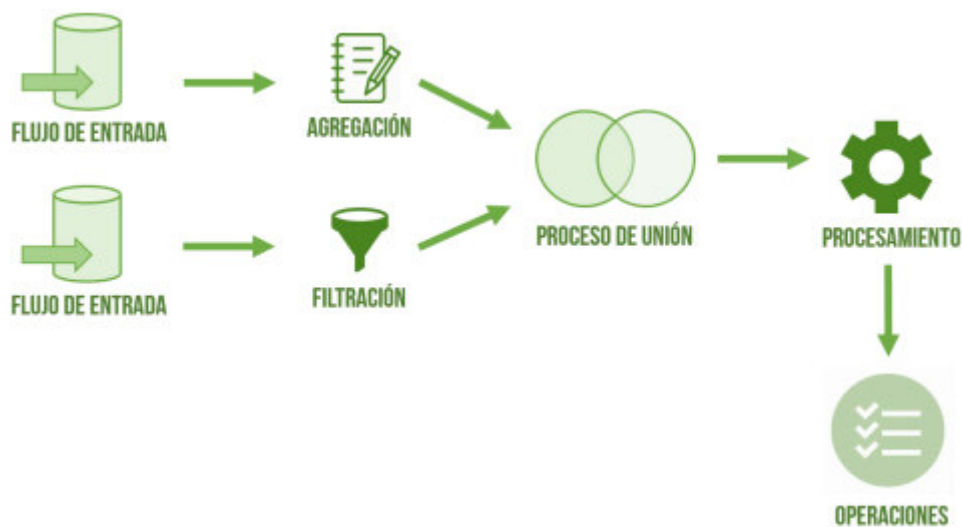 FLUJO DE ENTRADA
AGREGACIÓN
FLUJO DE ENTRADA
FILTRACIÓN
PROCESO DE UNIÓN
PROCESAMIENTO
OPERACIONES